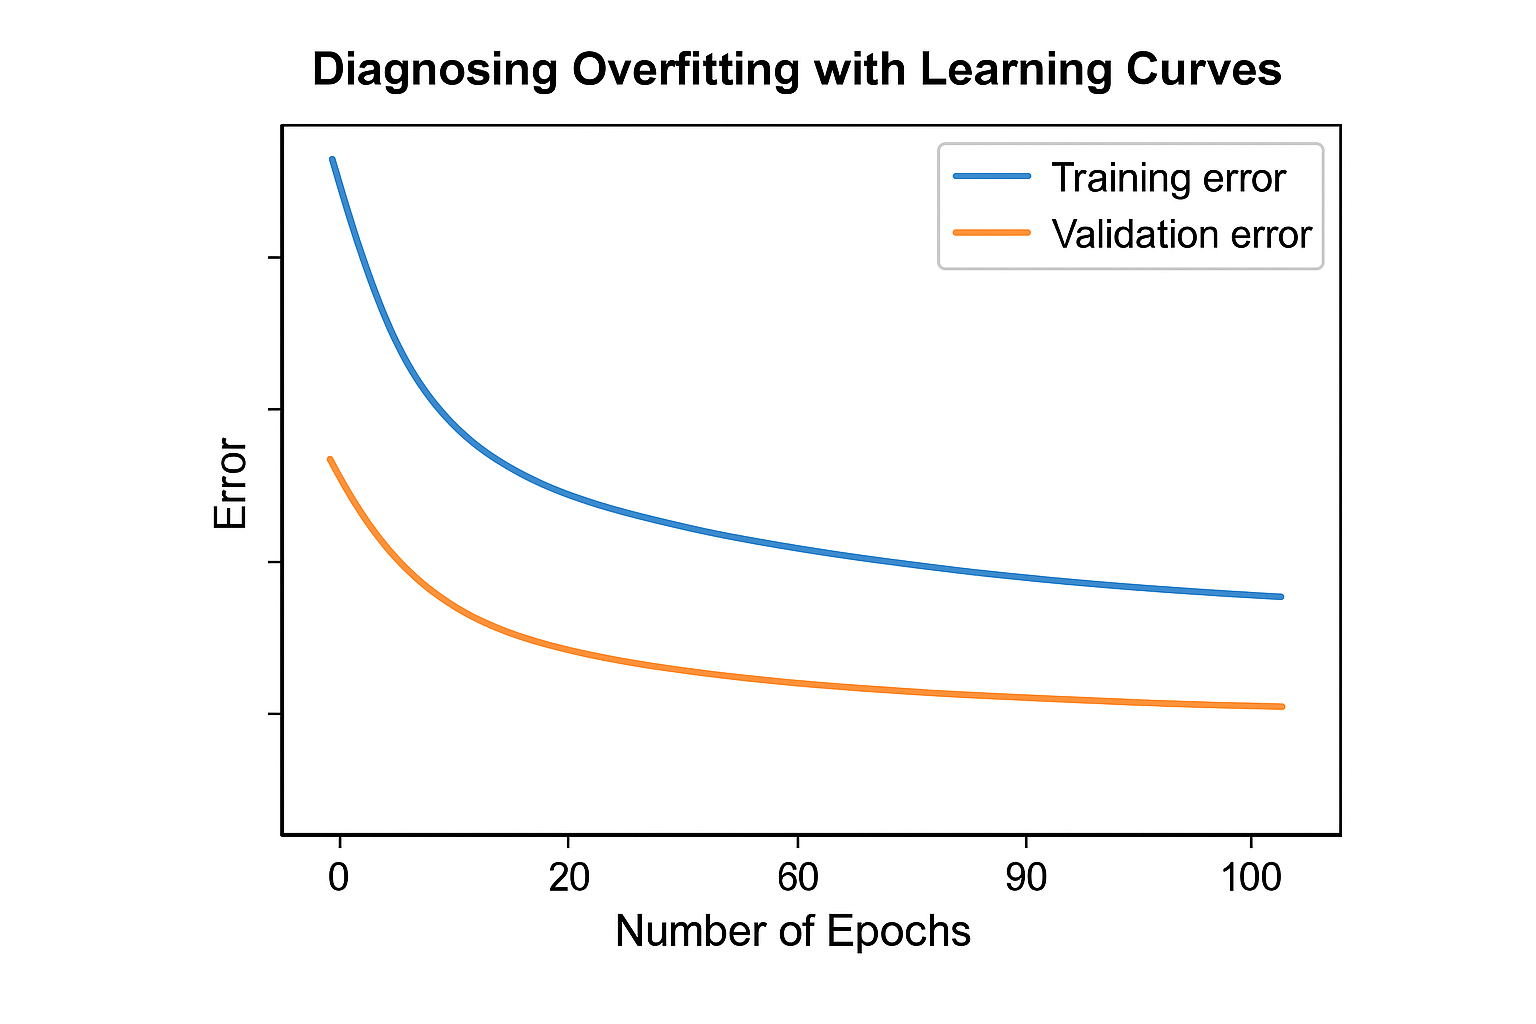 Diagnosing Overfitting with Learning Curves
Training error
Validation error
Error
0 20 60 90 100
Number of Epochs